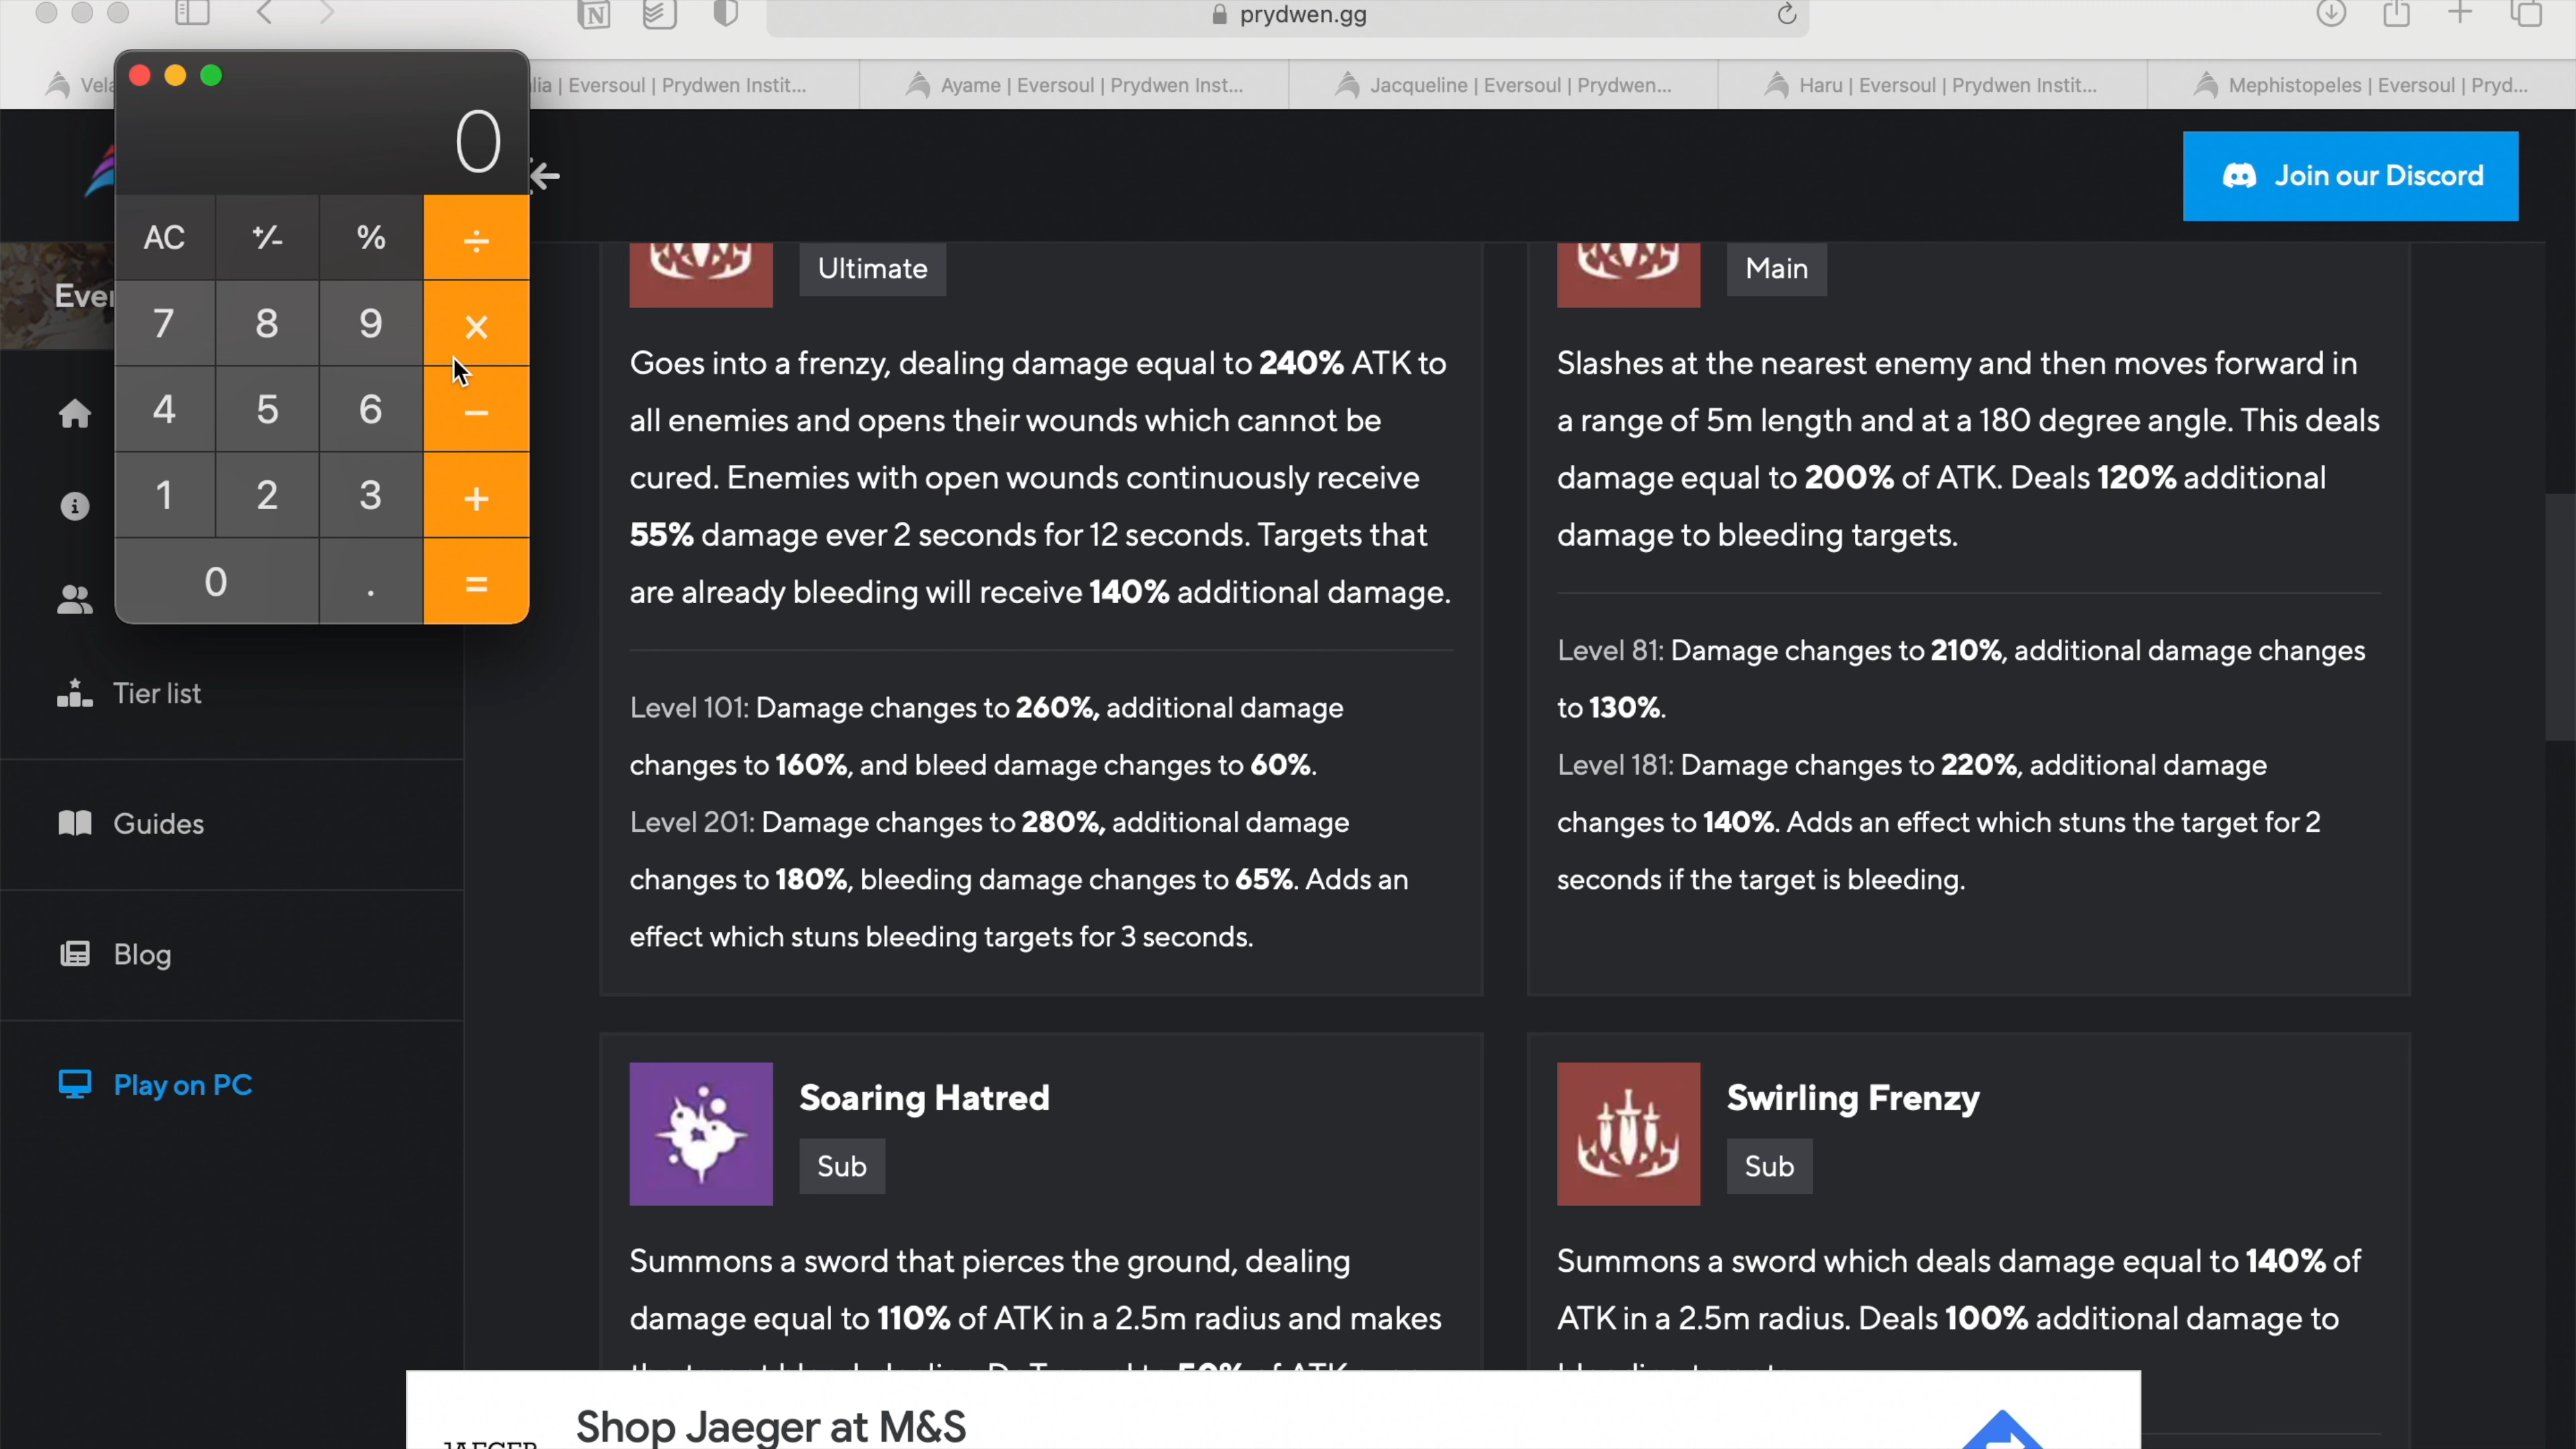 prydwen.gg
Vela
lia | Eversoul | Prydwen Instit...
Ayame | Eversoul | Prydwen Inst...
Jacqueline | Eversoul | Prydwen...
Haru | Eversoul | Prydwen Instit...
Mephistopeles | Eversoul | Pryd...
0
AC +/- % ÷
7 8 9 ×
4 5 6 −
1 2 3 +
0 . =
Join our Discord
Ever
Tier list
Guides
Blog
Play on PC
Ultimate
Goes into a frenzy, dealing damage equal to 240% ATK to
all enemies and opens their wounds which cannot be
cured. Enemies with open wounds continuously receive
55% damage ever 2 seconds for 12 seconds. Targets that
are already bleeding will receive 140% additional damage.
Level 101: Damage changes to 260%, additional damage
changes to 160%, and bleed damage changes to 60%.
Level 201: Damage changes to 280%, additional damage
changes to 180%, bleeding damage changes to 65%. Adds an
effect which stuns bleeding targets for 3 seconds.
Main
Slashes at the nearest enemy and then moves forward in
a range of 5m length and at a 180 degree angle. This deals
damage equal to 200% of ATK. Deals 120% additional
damage to bleeding targets.
Level 81: Damage changes to 210%, additional damage changes
to 130%.
Level 181: Damage changes to 220%, additional damage
changes to 140%. Adds an effect which stuns the target for 2
seconds if the target is bleeding.
Soaring Hatred
Sub
Summons a sword that pierces the ground, dealing
damage equal to 110% of ATK in a 2.5m radius and makes
Swirling Frenzy
Sub
Summons a sword which deals damage equal to 140% of
ATK in a 2.5m radius. Deals 100% additional damage to
JAEGER
Shop Jaeger at M&S